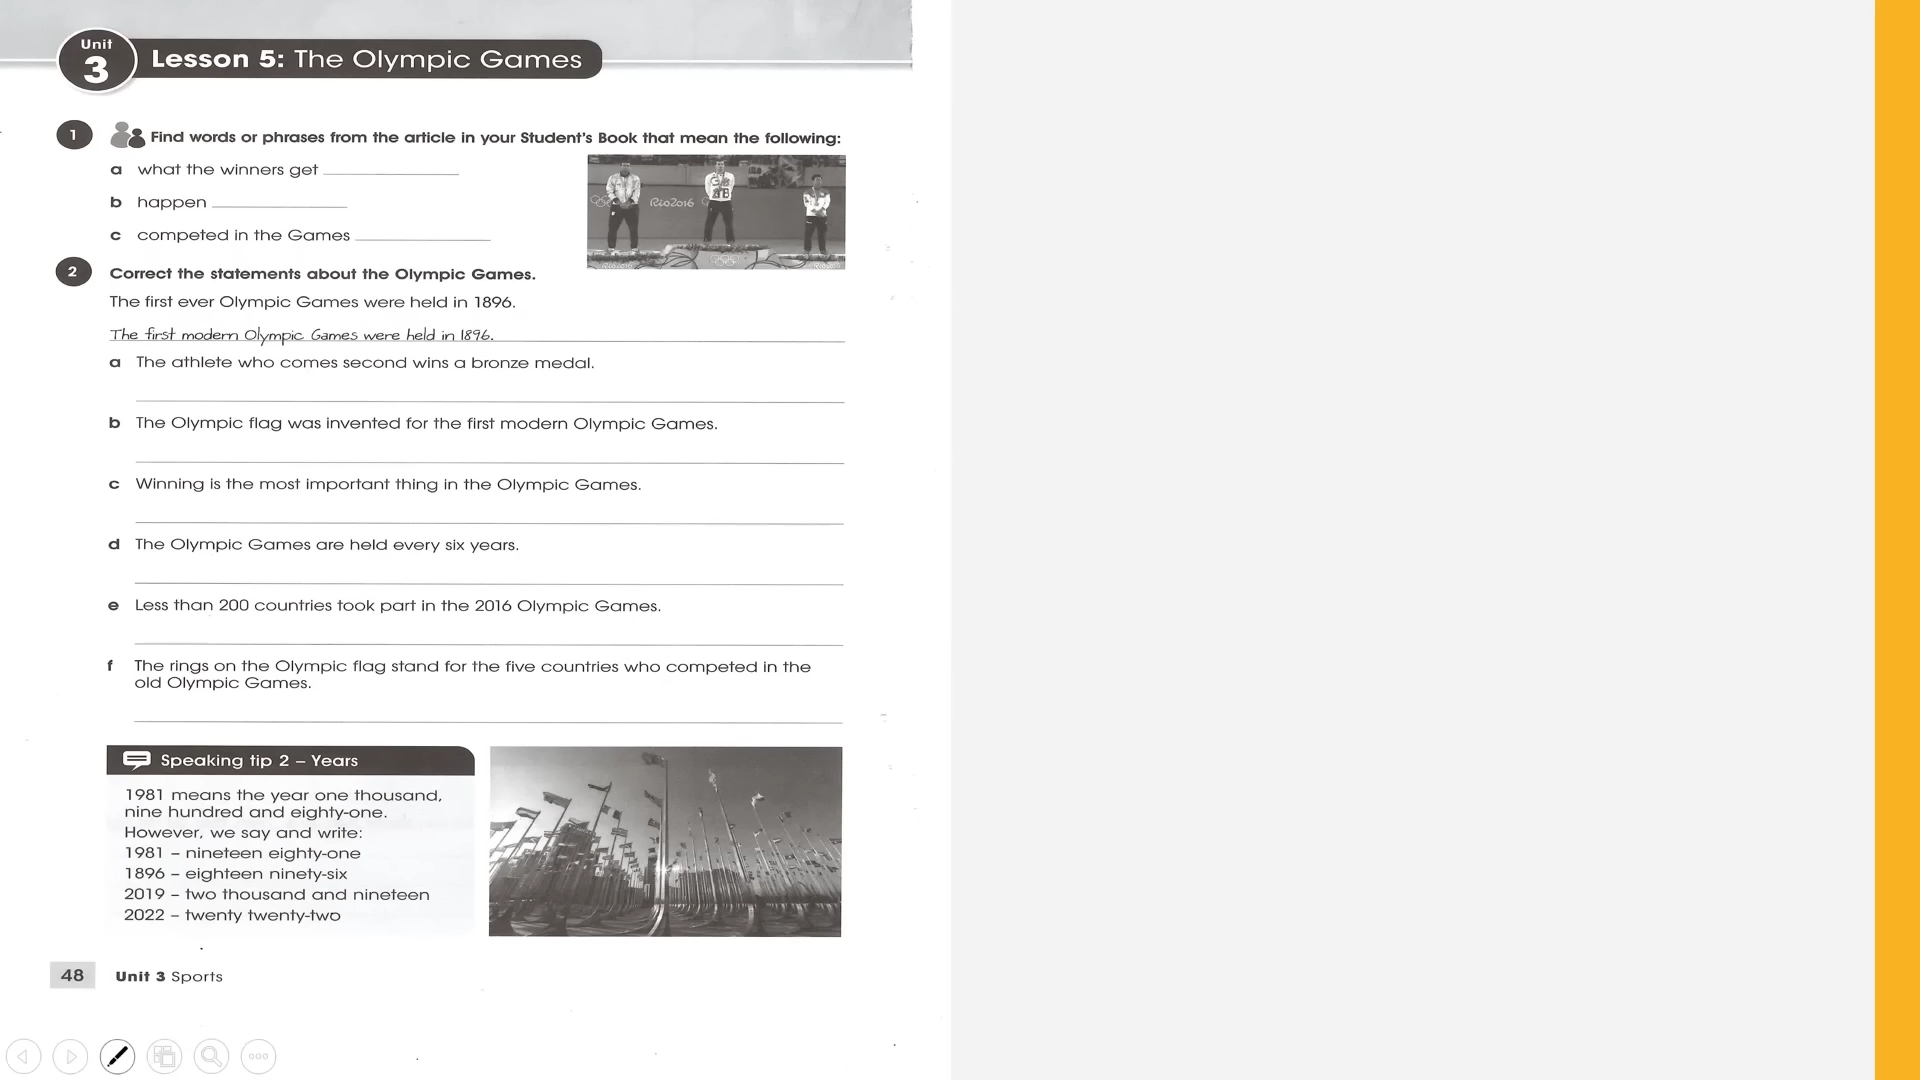 Unit
3
Lesson 5: The Olympic Games
1
Find words or phrases from the article in your Student's Book that mean the following:
a what the winners get
b happen
c competed in the Games
Rio2016
2
Correct the statements about the Olympic Games.
The first ever Olympic Games were held in 1896.
The first modern Olympic Games were held in 1896.
a The athlete who comes second wins a bronze medal.
b The Olympic flag was invented for the first modern Olympic Games.
c Winning is the most important thing in the Olympic Games.
d The Olympic Games are held every six years.
e Less than 200 countries took part in the 2016 Olympic Games.
f The rings on the Olympic flag stand for the five countries who competed in the
old Olympic Games.
Speaking tip 2 – Years
1981 means the year one thousand,
nine hundred and eighty-one.
However, we say and write:
1981 – nineteen eighty-one
1896 – eighteen ninety-six
2019 – two thousand and nineteen
2022 – twenty twenty-two
48 Unit 3 Sports